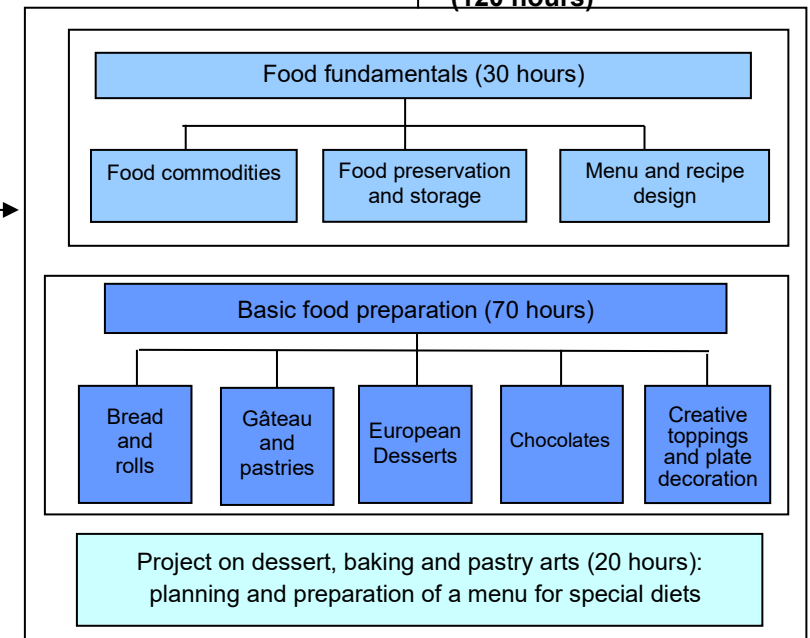 (120 hours)
Food fundamentals (30 hours)
Food commodities
Food preservation
and storage
Menu and recipe
design
Basic food preparation (70 hours)
Bread
and
rolls
Gâteau
and
pastries
European
Desserts
Chocolates
Creative
toppings
and plate
decoration
Project on dessert, baking and pastry arts (20 hours):
planning and preparation of a menu for special diets